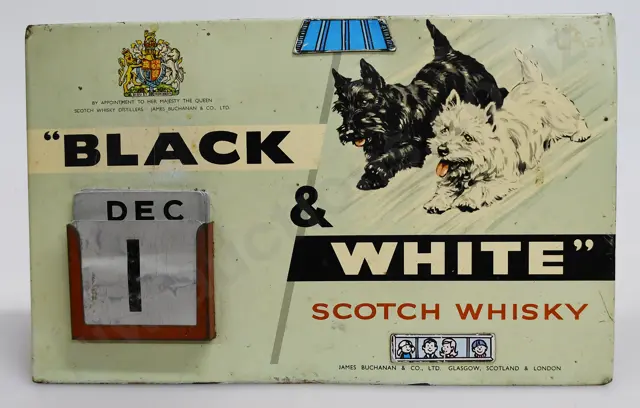 BY APPOINTMENT TO HER MAJESTY THE QUEEN
SCOTCH WHISKY DISTILLERS JAMES BUCHANAN & CO., LTD.
"BLACK
&
WHITE"
DEC
1
SCOTCH WHISKY
JAMES BUCHANAN & CO., LTD. GLASGOW, SCOTLAND & LONDON